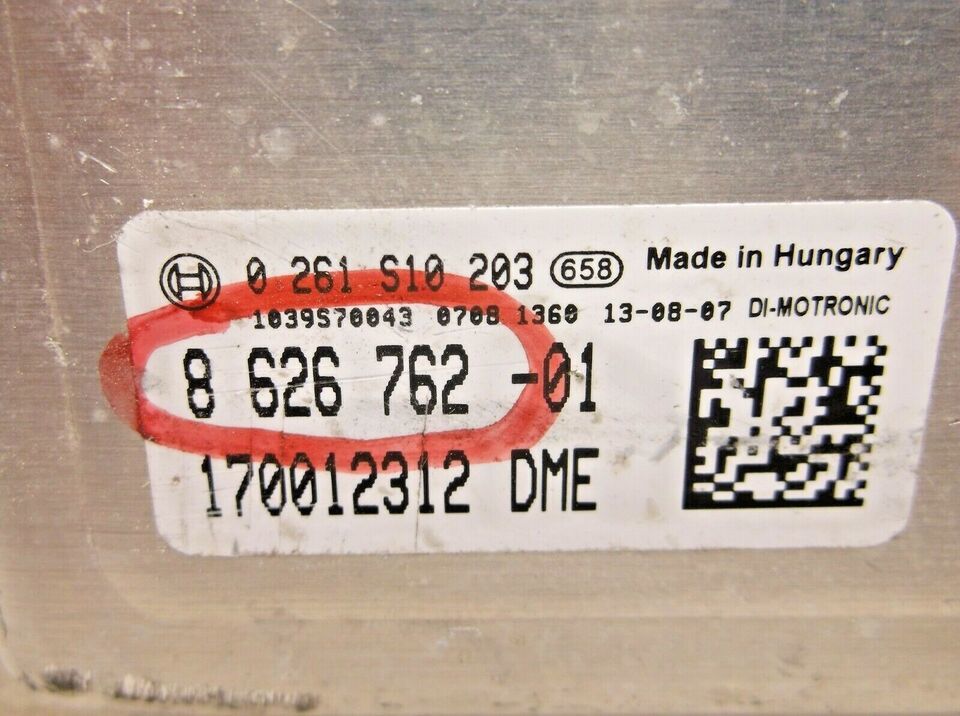 0 261 S10 203 658 Made in Hungary
1039S70043 0708 1360 13-08-07 DI-MOTRONIC
8 626 762 -01
170012312 DME